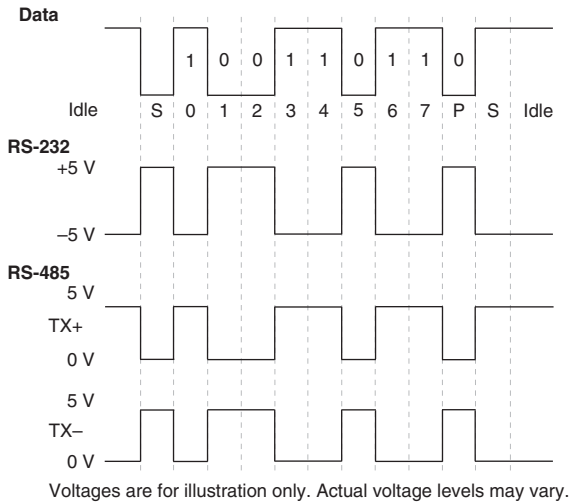 Data
1 0 0 1 1 0 1 1 0
Idle S 0 1 2 3 4 5 6 7 P S Idle
RS-232
+5 V
–5 V
RS-485
5 V
TX+
0 V
5 V
TX–
0 V
Voltages are for illustration only. Actual voltage levels may vary.